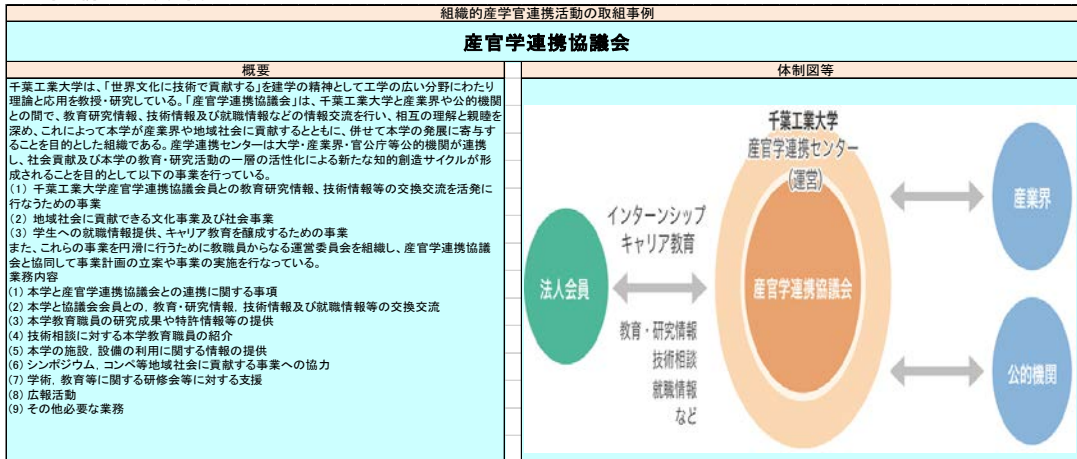 組織的産学官連携活動の取組事例
産官学連携協議会
概要
千葉工業大学は、「世界文化に技術で貢献する」を建学の精神として工学の広い分野にわたり
理論と応用を教授・研究している。「産官学連携協議会」は、千葉工業大学と産業界や公的機関
との間で、教育研究情報、技術情報及び就職情報などの情報交流を行い、相互の理解と親睦を
深め、これによって本学が産業界や地域社会に貢献するとともに、併せて本学の発展に寄与す
ることを目的とした組織である。産学連携センターは大学・産業界・官公庁等公的機関が連携
し、社会貢献及び本学の教育・研究活動の一層の活性化による新たな知的創造サイクルが形
成されることを目的として以下の事業を行っている。
(1) 千葉工業大学産官学連携協議会員との教育研究情報、技術情報等の交換交流を活発に
行なうための事業
(2) 地域社会に貢献できる文化事業及び社会事業
(3) 学生への就職情報提供、キャリア教育を醸成するための事業
また、これらの事業を円滑に行うために教職員からなる運営委員会を組織し、産官学連携協議
会と協同して事業計画の立案や事業の実施を行なっている。
業務内容
(1) 本学と産官学連携協議会との連携に関する事項
(2) 本学と協議会会員との，教育・研究情報，技術情報及び就職情報等の交換交流
(3) 本学教育職員の研究成果や特許情報等の提供
(4) 技術相談に対する本学教育職員の紹介
(5) 本学の施設，設備の利用に関する情報の提供
(6) シンポジウム，コンペ等地域社会に貢献する事業への協力
(7) 学術，教育等に関する研修会等に対する支援
(8) 広報活動
(9) その他必要な業務
体制図等
千葉工業大学
産官学連携センター
(運営)
産官学連携協議会
法人会員
インターンシップ
キャリア教育
教育・研究情報
技術相談
就職情報
など
産業界
公的機関